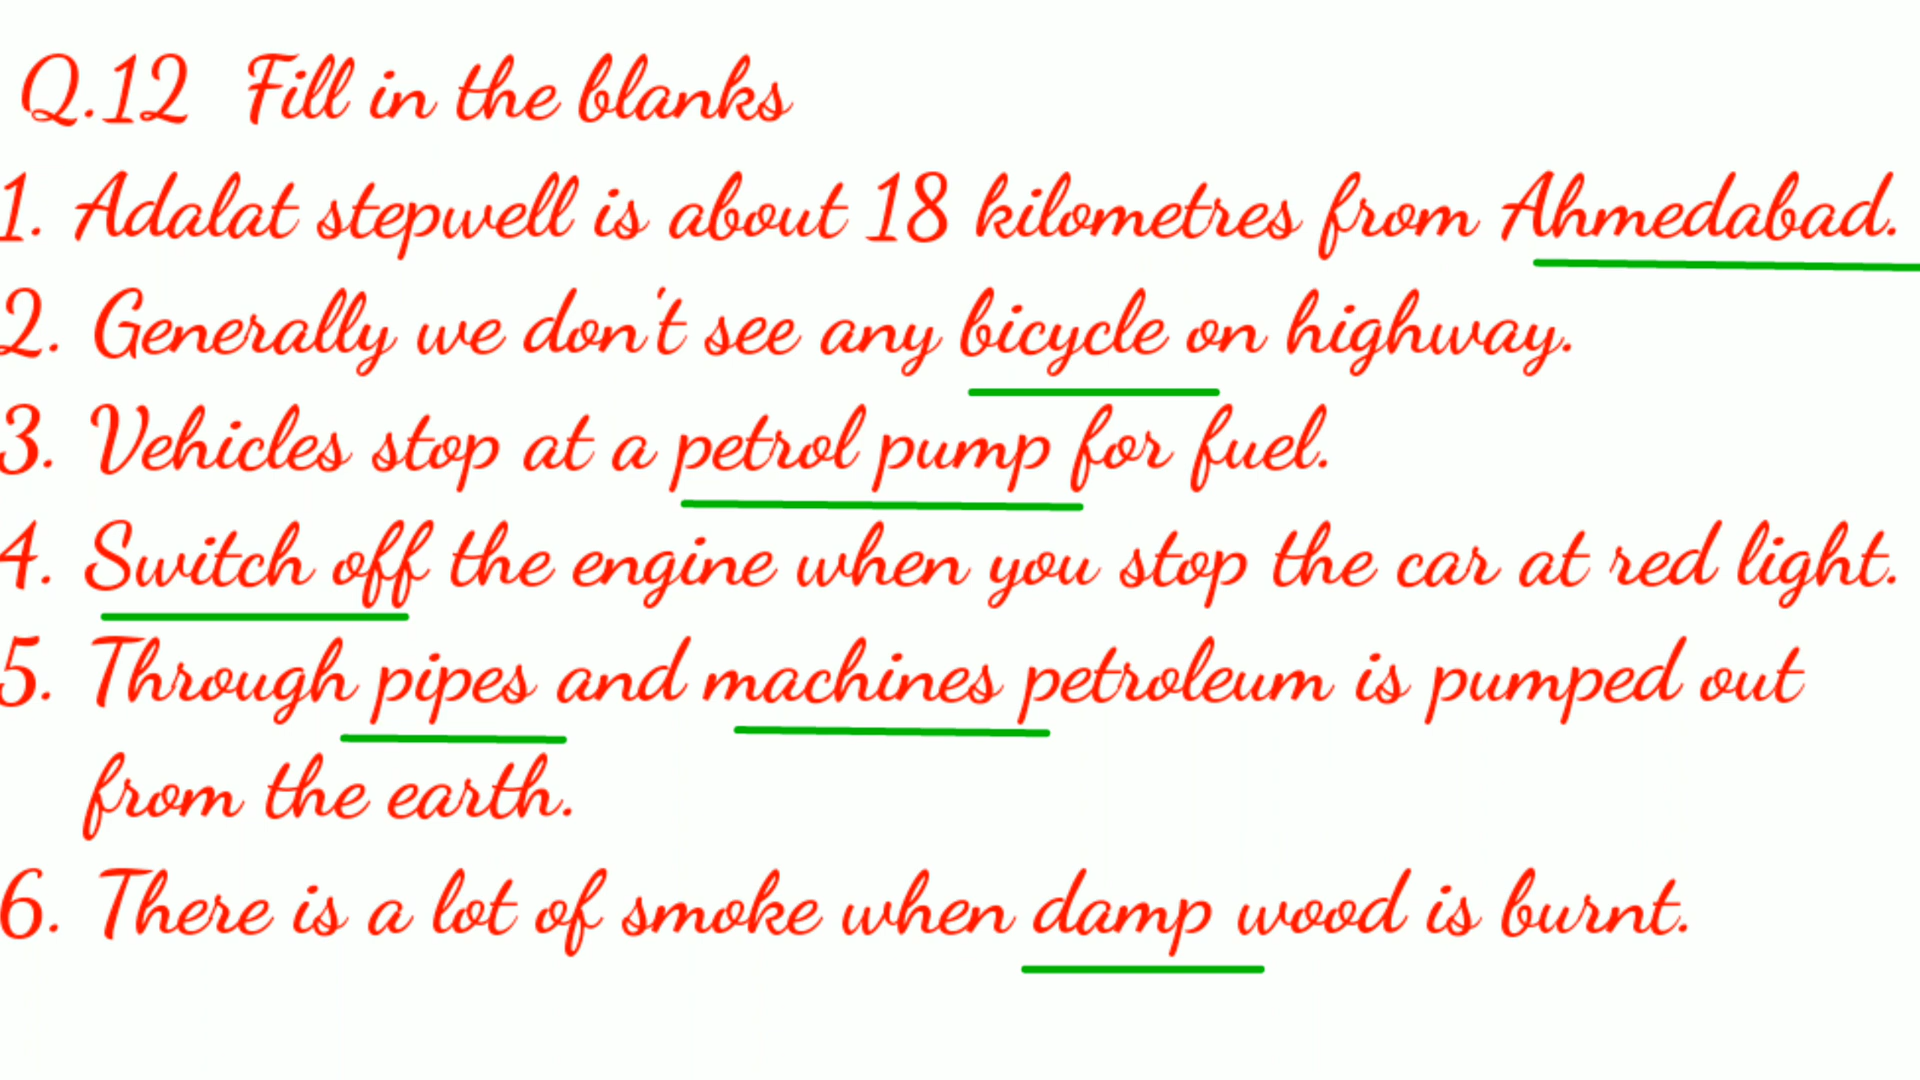 Q.12 Fill in the blanks
1. Adalat stepwell is about 18 kilometres from Ahmedabad.
2. Generally we don't see any bicycle on highway.
3. Vehicles stop at a petrol pump for fuel.
4. Switch off the engine when you stop the car at red light.
5. Through pipes and machines petroleum is pumped out
from the earth.
6. There is a lot of smoke when damp wood is burnt.